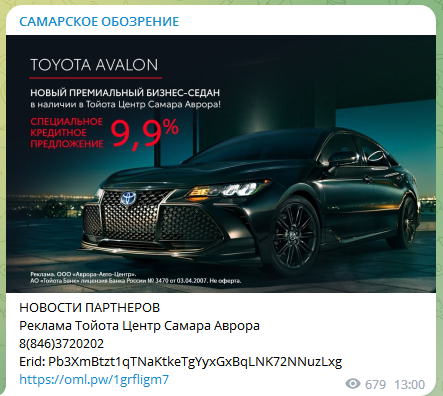 САМАРСКОЕ ОБОЗРЕНИЕ
TOYOTA AVALON
НОВЫЙ ПРЕМИАЛЬНЫЙ БИЗНЕС-СЕДАН
в наличии в Тойота Центр Самара Аврора!
СПЕЦИАЛЬНОЕ
КРЕДИТНОЕ
ПРЕДЛОЖЕНИЕ
9,9%
Реклама. ООО «Аврора-Авто-Центр».
АО «Тойота Банк» лицензия Банка России № 3470 от 03.04.2007. Не оферта.
НОВОСТИ ПАРТНЕРОВ
Реклама Тойота Центр Самара Аврора
8(846)3720202
Erid: Pb3XmBtzt1qTNaKtkeTgYyxGxBqLNK72NNuzLxg
https://oml.pw/1grfligm7
679 13:00